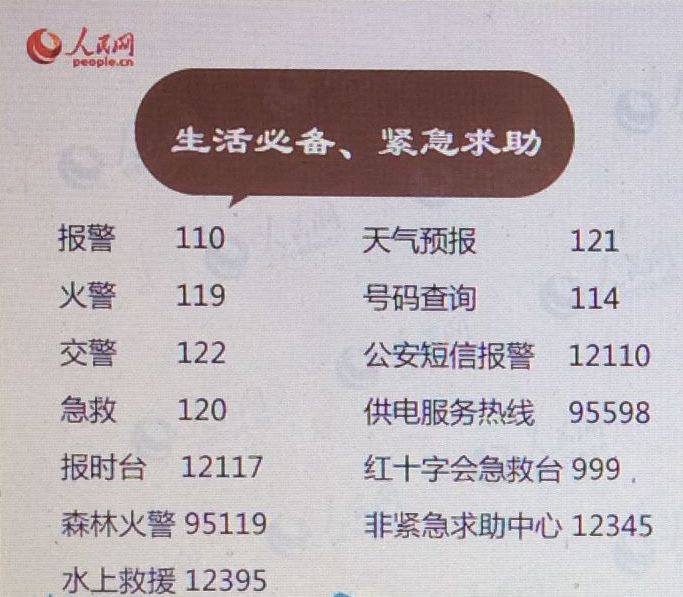 人民网
people.cn
生活必备、紧急求助
报警 110
天气预报 121
火警 119
号码查询 114
交警 122
公安短信报警 12110
急救 120
供电服务热线 95598
报时台 12117
红十字会急救台 999
森林火警 95119
非紧急求助中心 12345
水上救援 12395